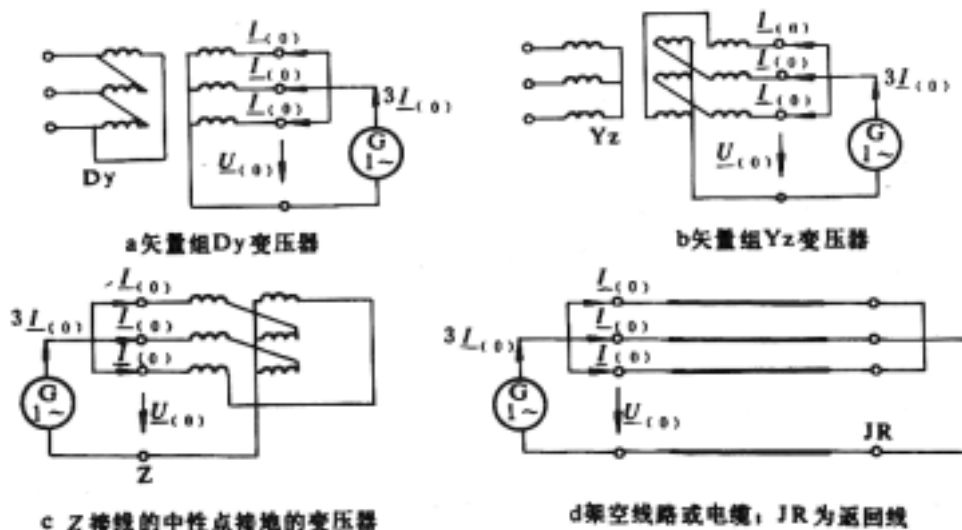 I(0)
I(0)
I(0)
3I(0)
U(0)
G
1~
Dy
a矢量组Dy变压器
I(0)
I(0)
I(0)
3I(0)
U(0)
G
1~
Yz
b矢量组Yz变压器
I(0)
I(0)
I(0)
3I(0)
U(0)
G
1~
Z
c Z接线的中性点接地的变压器
I(0)
I(0)
I(0)
3I(0)
U(0)
G
1~
JR
d架空线路或电缆；JR为返回线